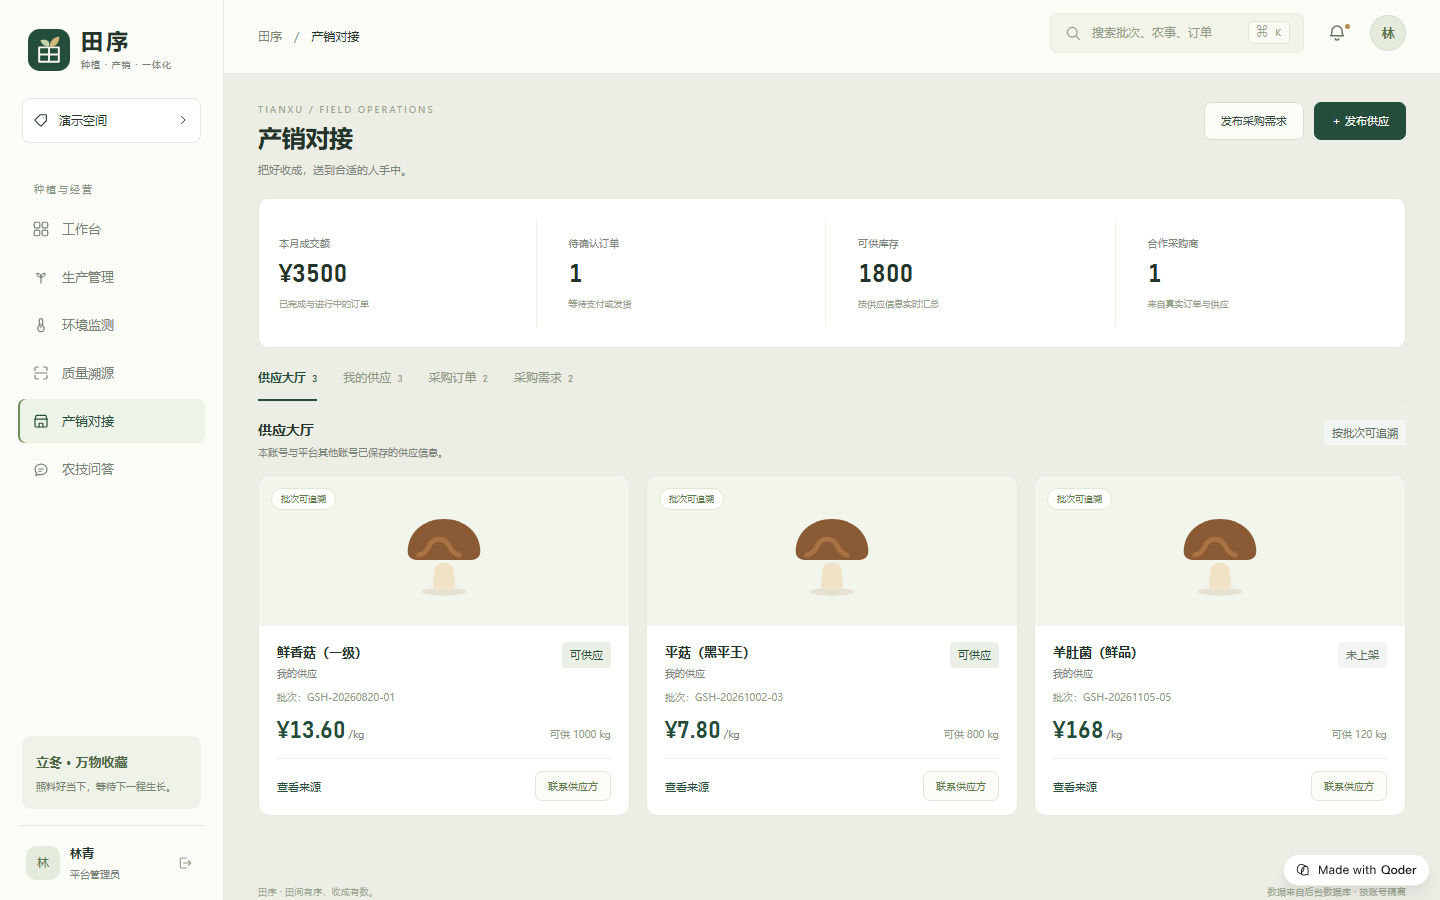 田序
种植 · 产销 · 一体化
演示空间
种植与经营
工作台
生产管理
环境监测
质量溯源
产销对接
农技问答
立冬 • 万物收藏
照料好当下，等待下一程生长。
林
林青
平台管理员
田序 / 产销对接
搜索批次、农事、订单
⌘ K
林
TIANXU / FIELD OPERATIONS
产销对接
把好收成，送到合适的人手中。
发布采购需求
+ 发布供应
本月成交额
¥3500
已完成与进行中的订单
待确认订单
1
等待支付或发货
可供库存
1800
按供应信息实时汇总
合作采购商
1
来自真实订单与供应
供应大厅 3
我的供应 3
采购订单 2
采购需求 2
供应大厅
本账号与平台其他账号已保存的供应信息。
按批次可追溯
批次可追溯
鲜香菇（一级）
可供应
我的供应
批次：GSH-20260820-01
¥13.60 /kg
可供 1000 kg
查看来源
联系供应方
批次可追溯
平菇（黑平王）
可供应
我的供应
批次：GSH-20261002-03
¥7.80 /kg
可供 800 kg
查看来源
联系供应方
批次可追溯
羊肚菌（鲜品）
未上架
我的供应
批次：GSH-20261105-05
¥168 /kg
可供 120 kg
查看来源
联系供应方
Made with Qoder
田序 · 田间有序，收成有数。
数据来自后台数据库 · 按账号隔离